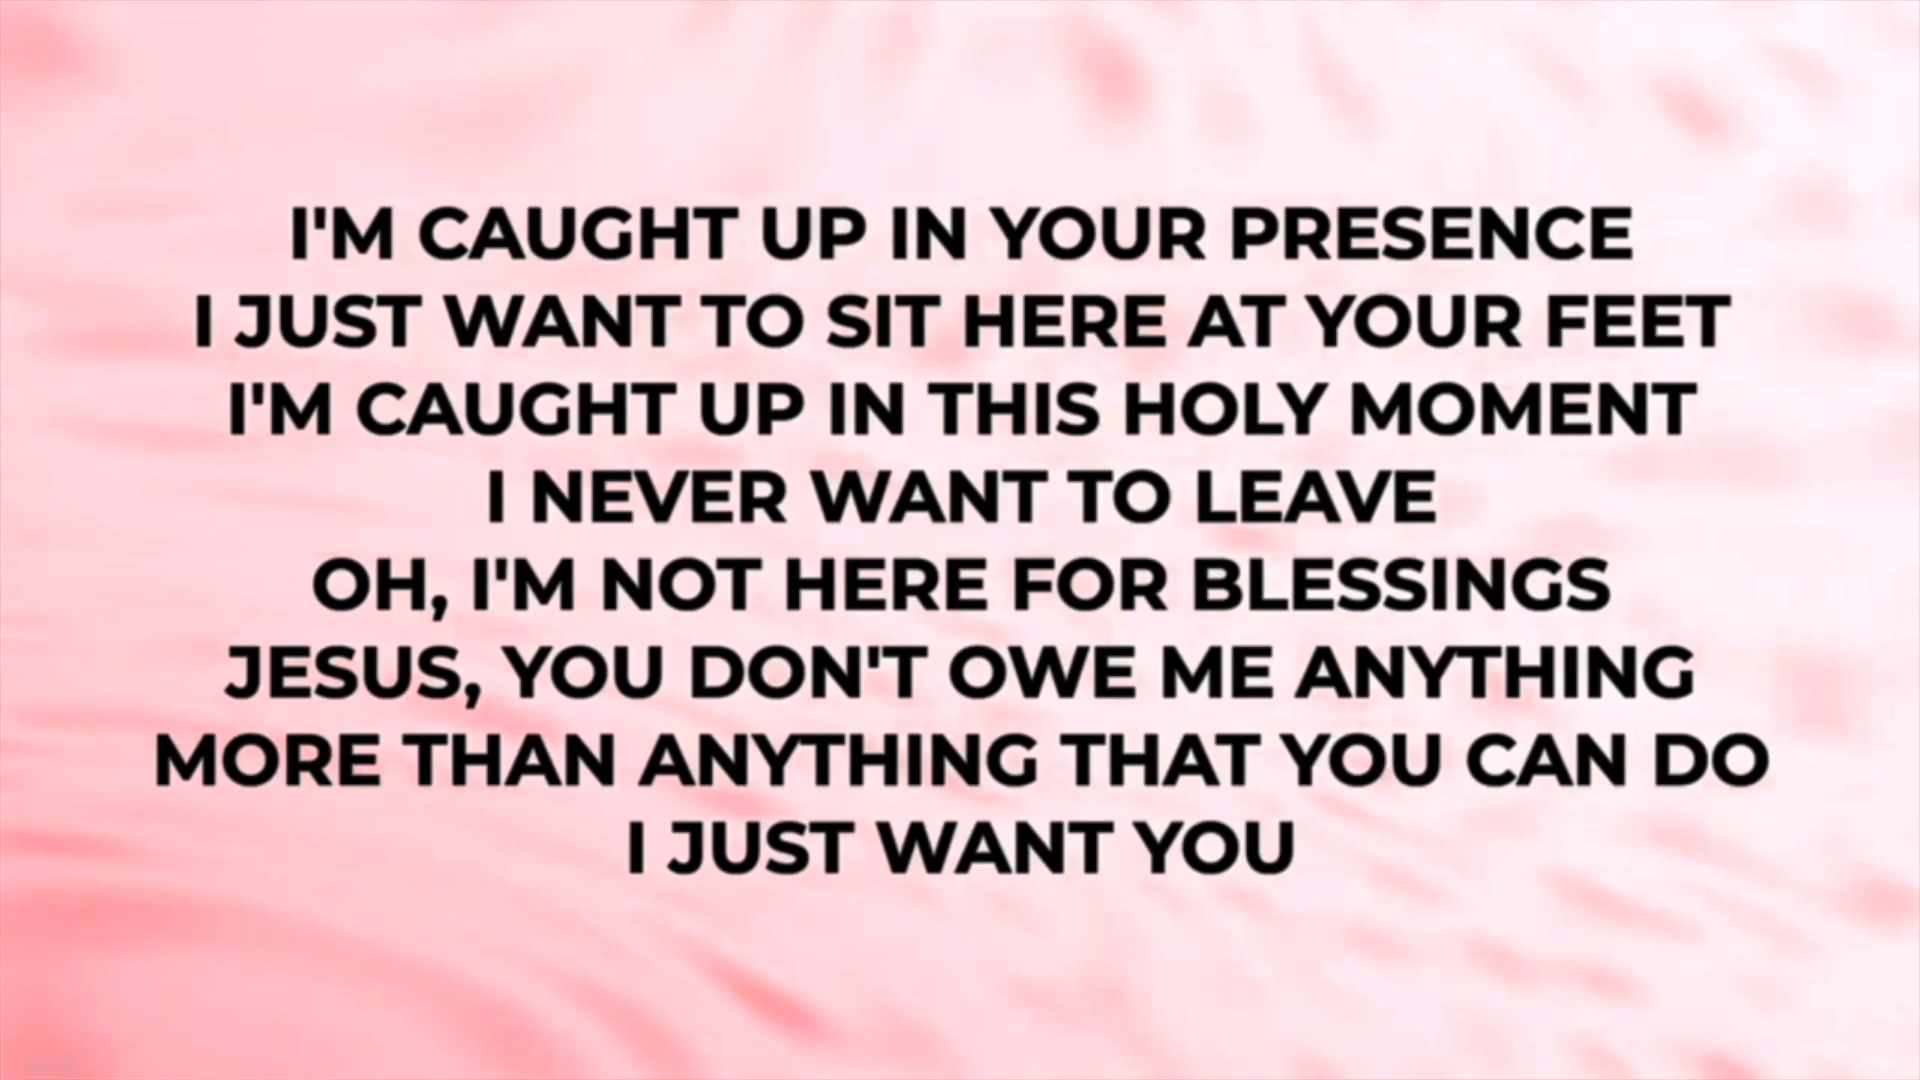 I'M CAUGHT UP IN YOUR PRESENCE
I JUST WANT TO SIT HERE AT YOUR FEET
I'M CAUGHT UP IN THIS HOLY MOMENT
I NEVER WANT TO LEAVE
OH, I'M NOT HERE FOR BLESSINGS
JESUS, YOU DON'T OWE ME ANYTHING
MORE THAN ANYTHING THAT YOU CAN DO
I JUST WANT YOU